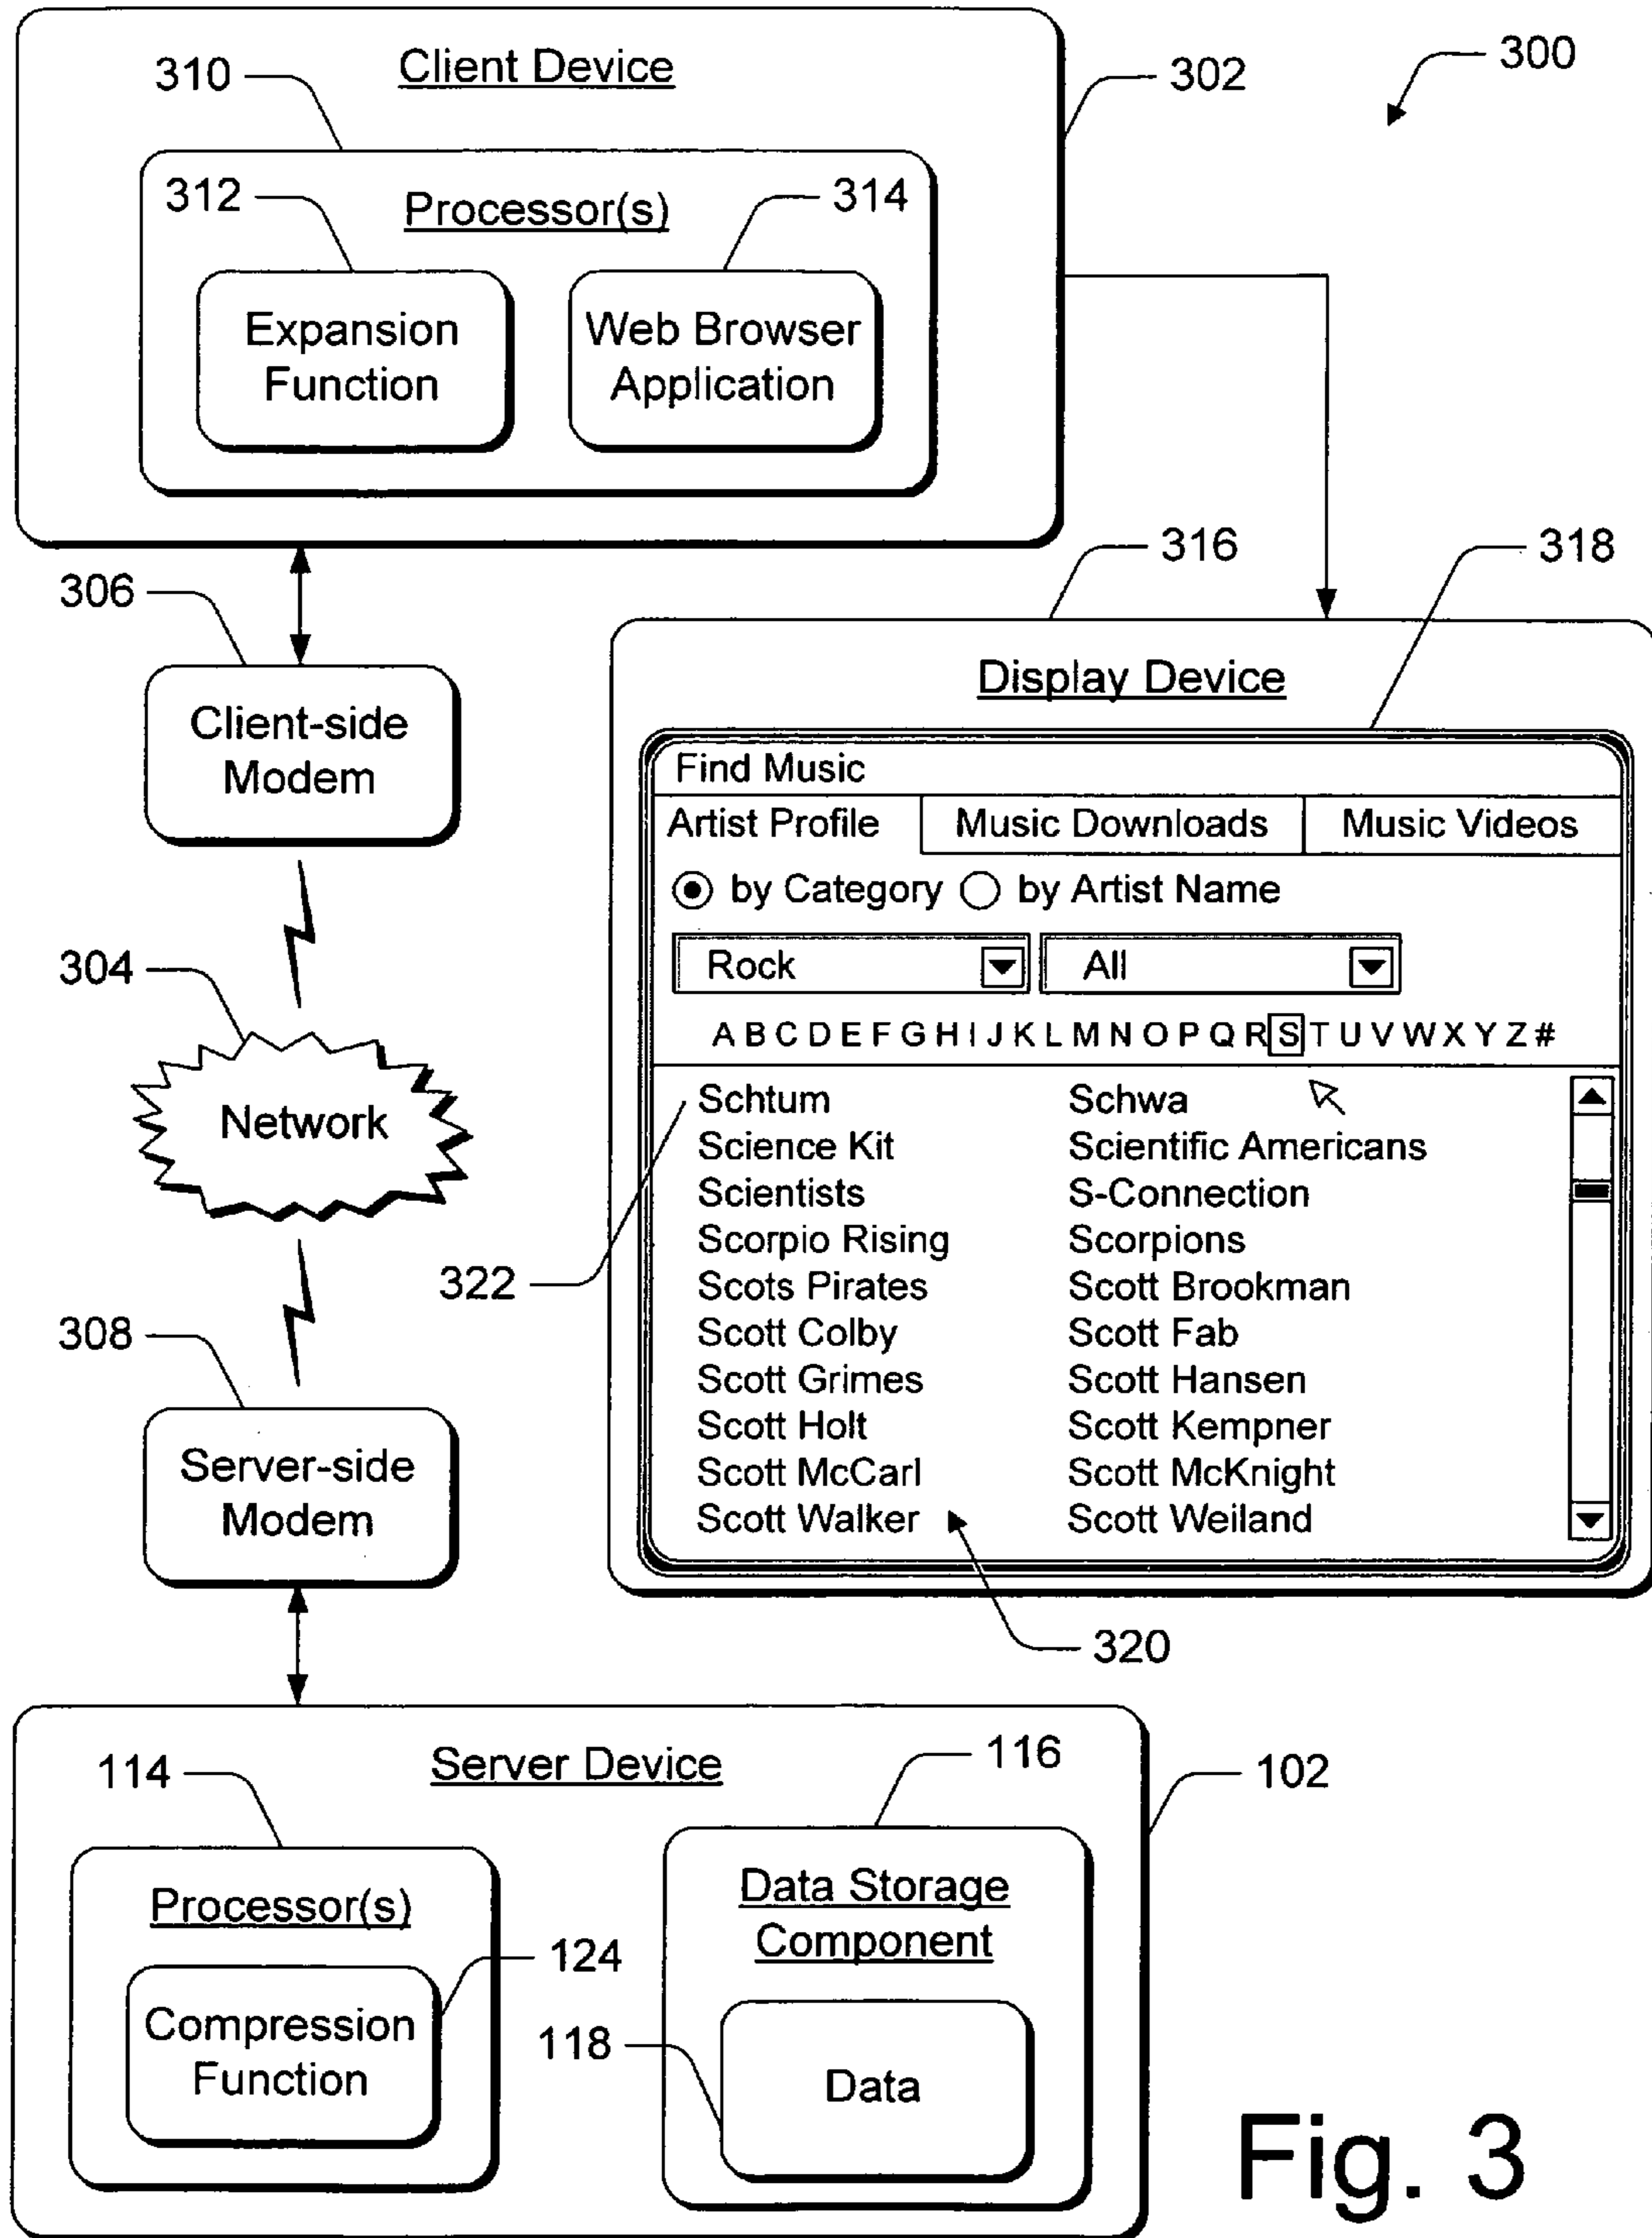 300
Client Device
302
310
Processor(s)
312
314
Expansion
Function
Web Browser
Application
306
Client-side
Modem
304
Network
308
Server-side
Modem
316
318
Display Device
Find Music
Artist Profile Music Downloads Music Videos
by Category by Artist Name
Rock All
A B C D E F G H I J K L M N O P Q R S T U V W X Y Z #
Schtum Schwa
Science Kit Scientific Americans
Scientists S-Connection
Scorpio Rising Scorpions
Scots Pirates Scott Brookman
Scott Colby Scott Fab
Scott Grimes Scott Hansen
Scott Holt Scott Kempner
Scott McCarl Scott McKnight
Scott Walker Scott Weiland
322
320
Server Device
102
114
Processor(s)
124
Compression
Function
116
Data Storage
Component
118
Data
Fig. 3